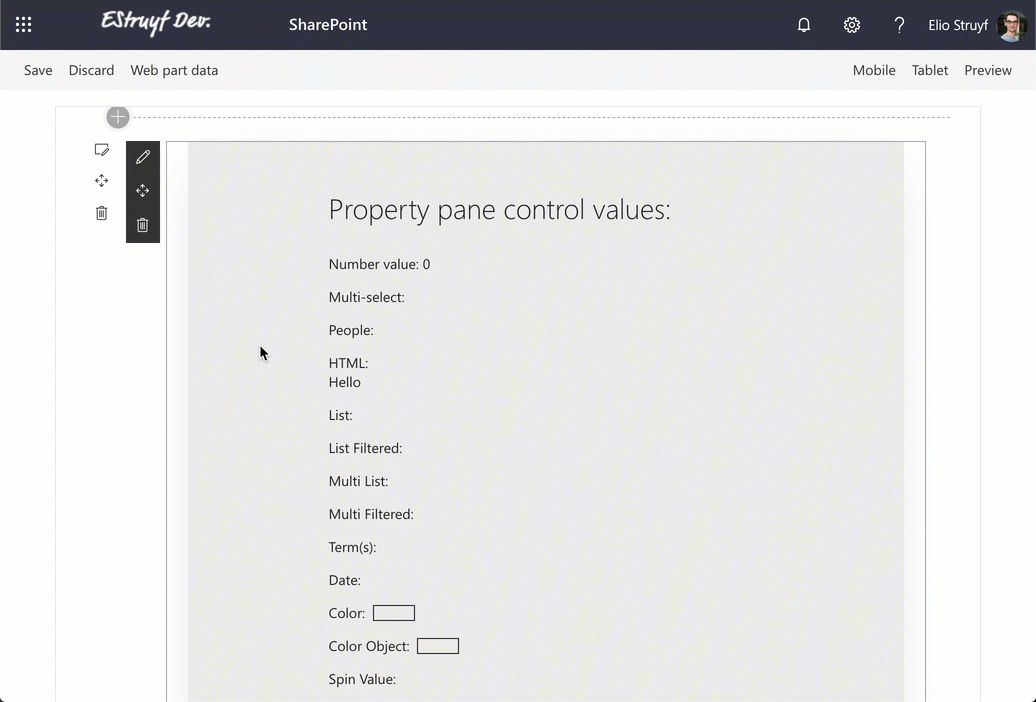 EStruyf Dev.
SharePoint
?
Elio Struyf
Save
Discard
Web part data
Mobile
Tablet
Preview
Property pane control values:
Number value: 0
Multi-select:
People:
HTML:
Hello
List:
List Filtered:
Multi List:
Multi Filtered:
Term(s):
Date:
Color:
Color Object:
Spin Value: